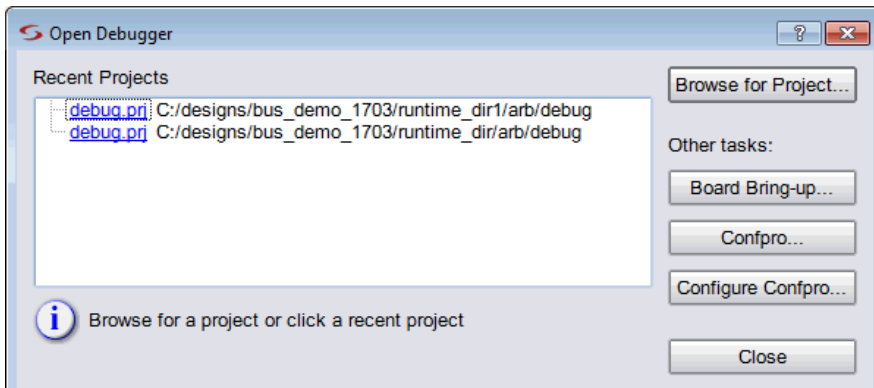 Open Debugger
?
Recent Projects
debug.prj C:/designs/bus_demo_1703/runtime_dir1/arb/debug
debug.prj C:/designs/bus_demo_1703/runtime_dir/arb/debug
Browse for Project...
Other tasks:
Board Bring-up...
Confpro...
Configure Confpro...
i Browse for a project or click a recent project
Close